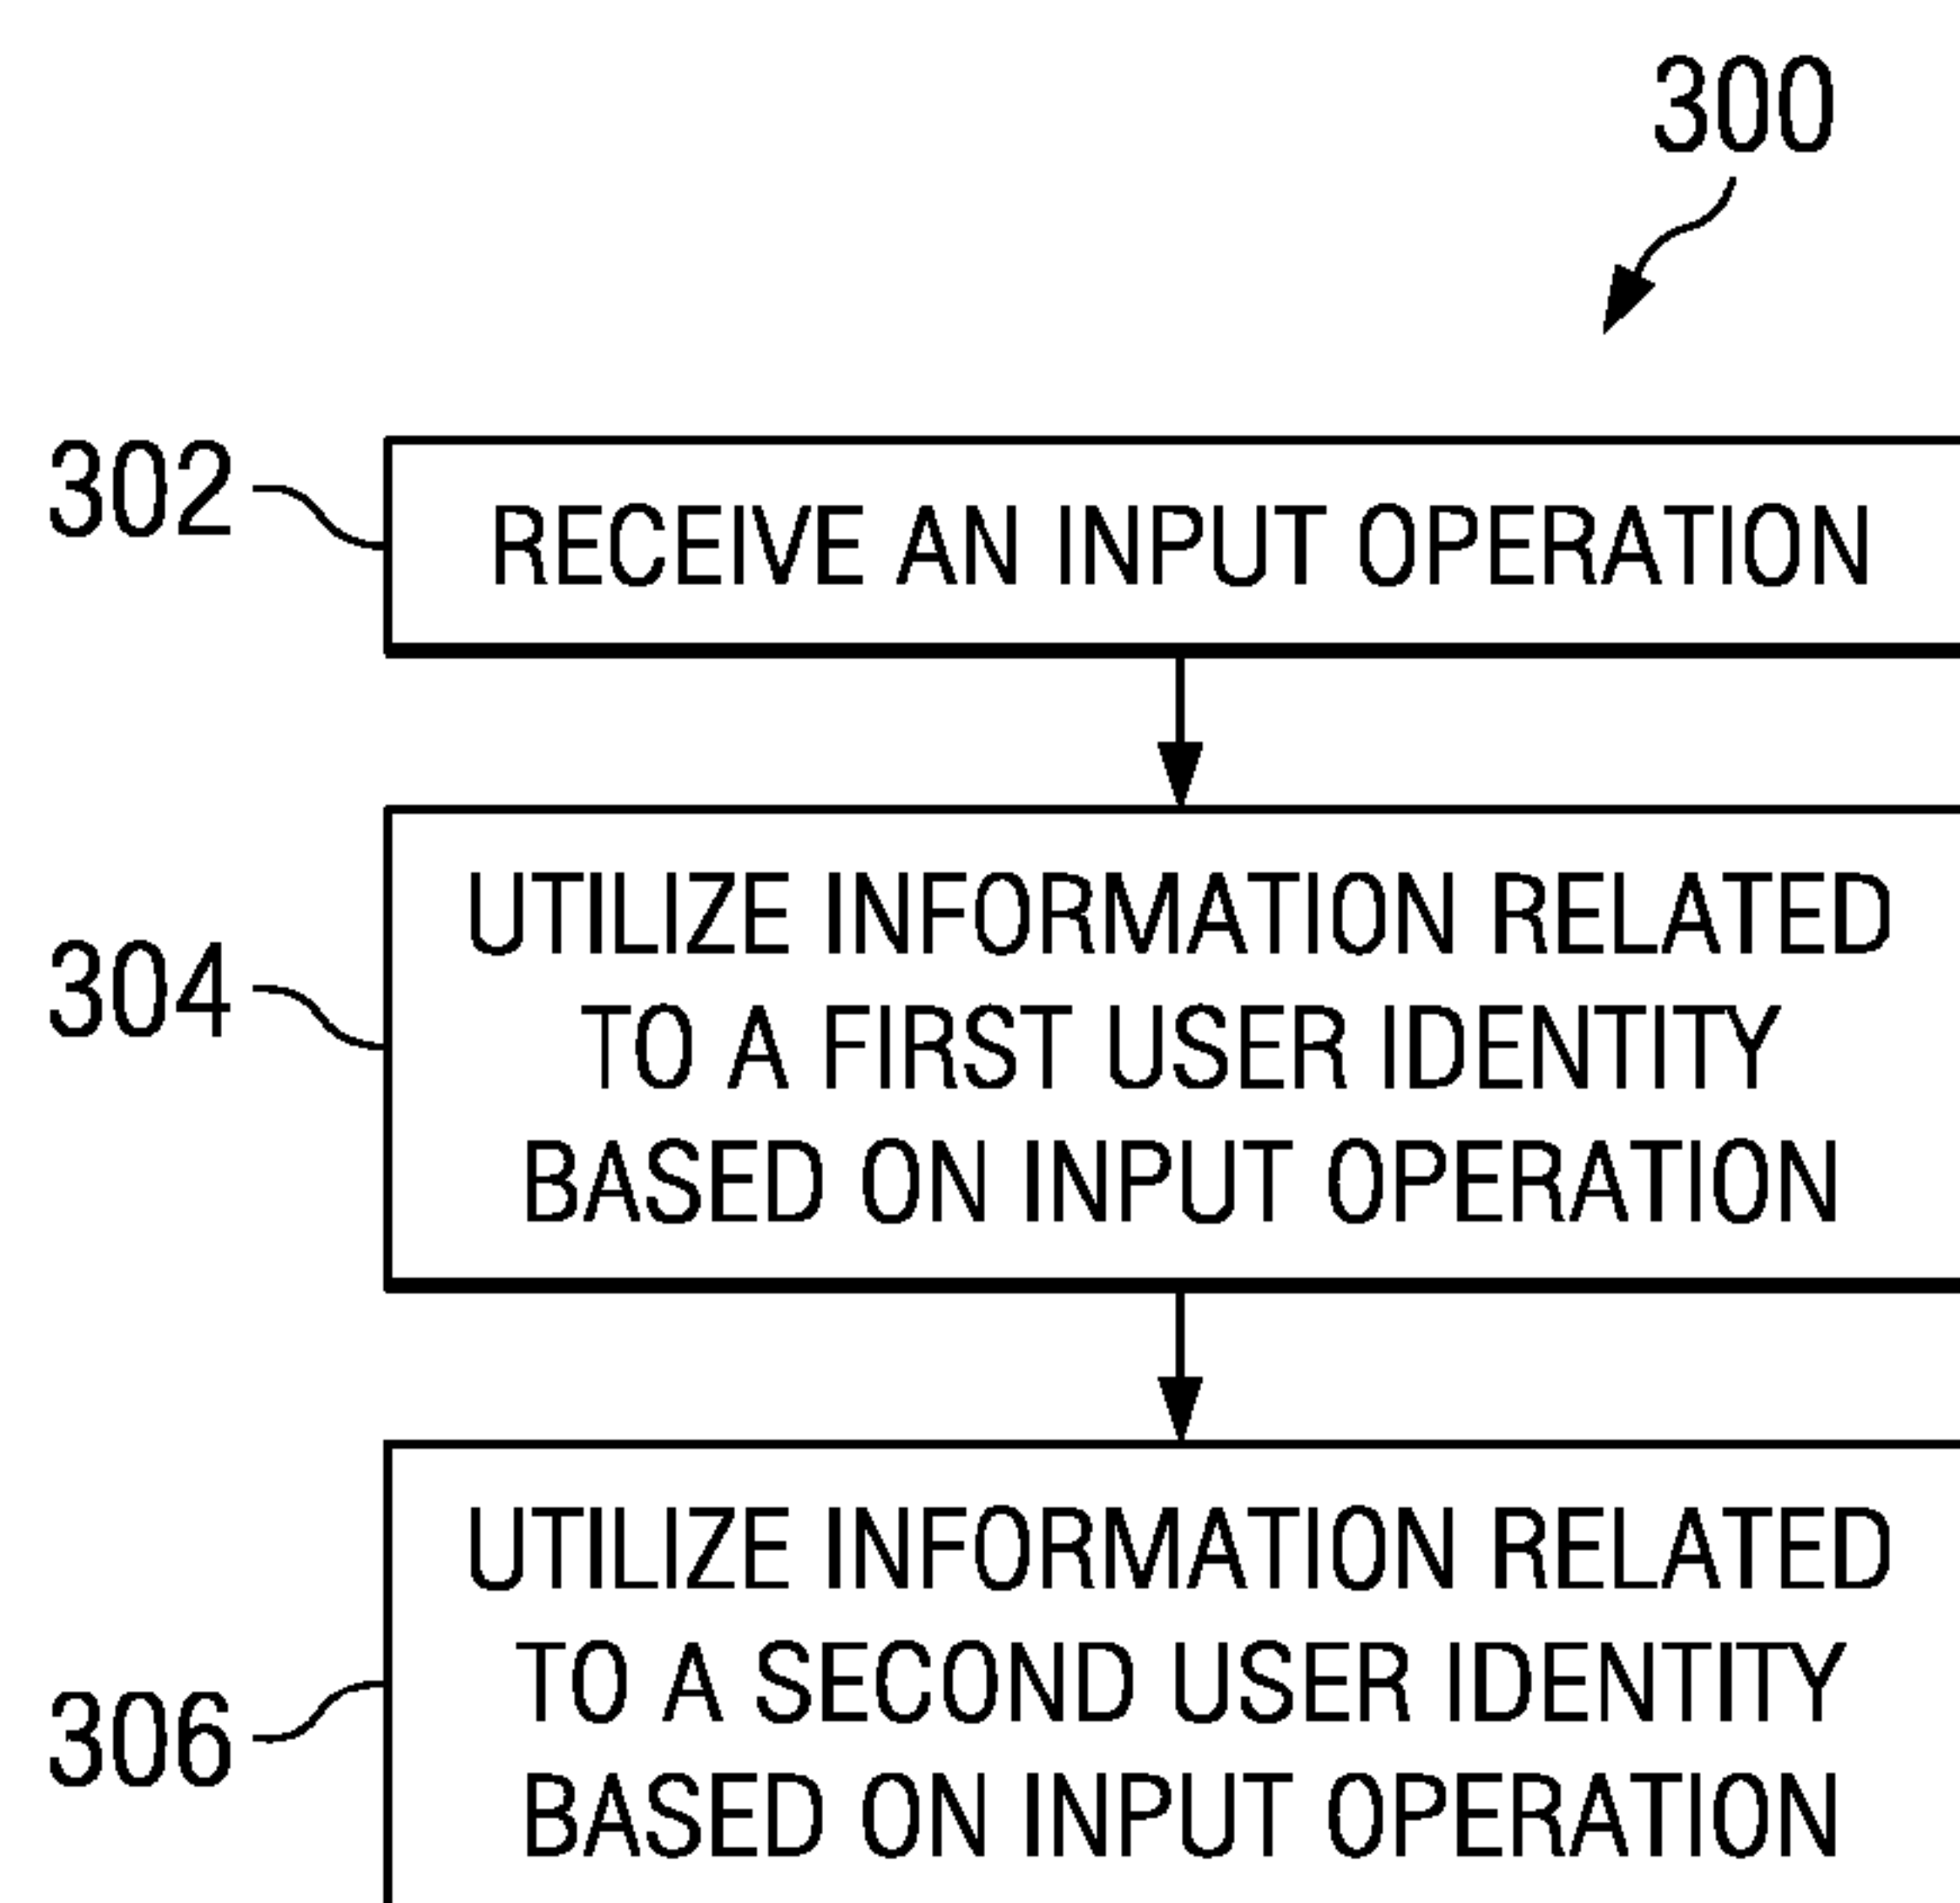 300
302
RECEIVE AN INPUT OPERATION
304
UTILIZE INFORMATION RELATED
TO A FIRST USER IDENTITY
BASED ON INPUT OPERATION
306
UTILIZE INFORMATION RELATED
TO A SECOND USER IDENTITY
BASED ON INPUT OPERATION